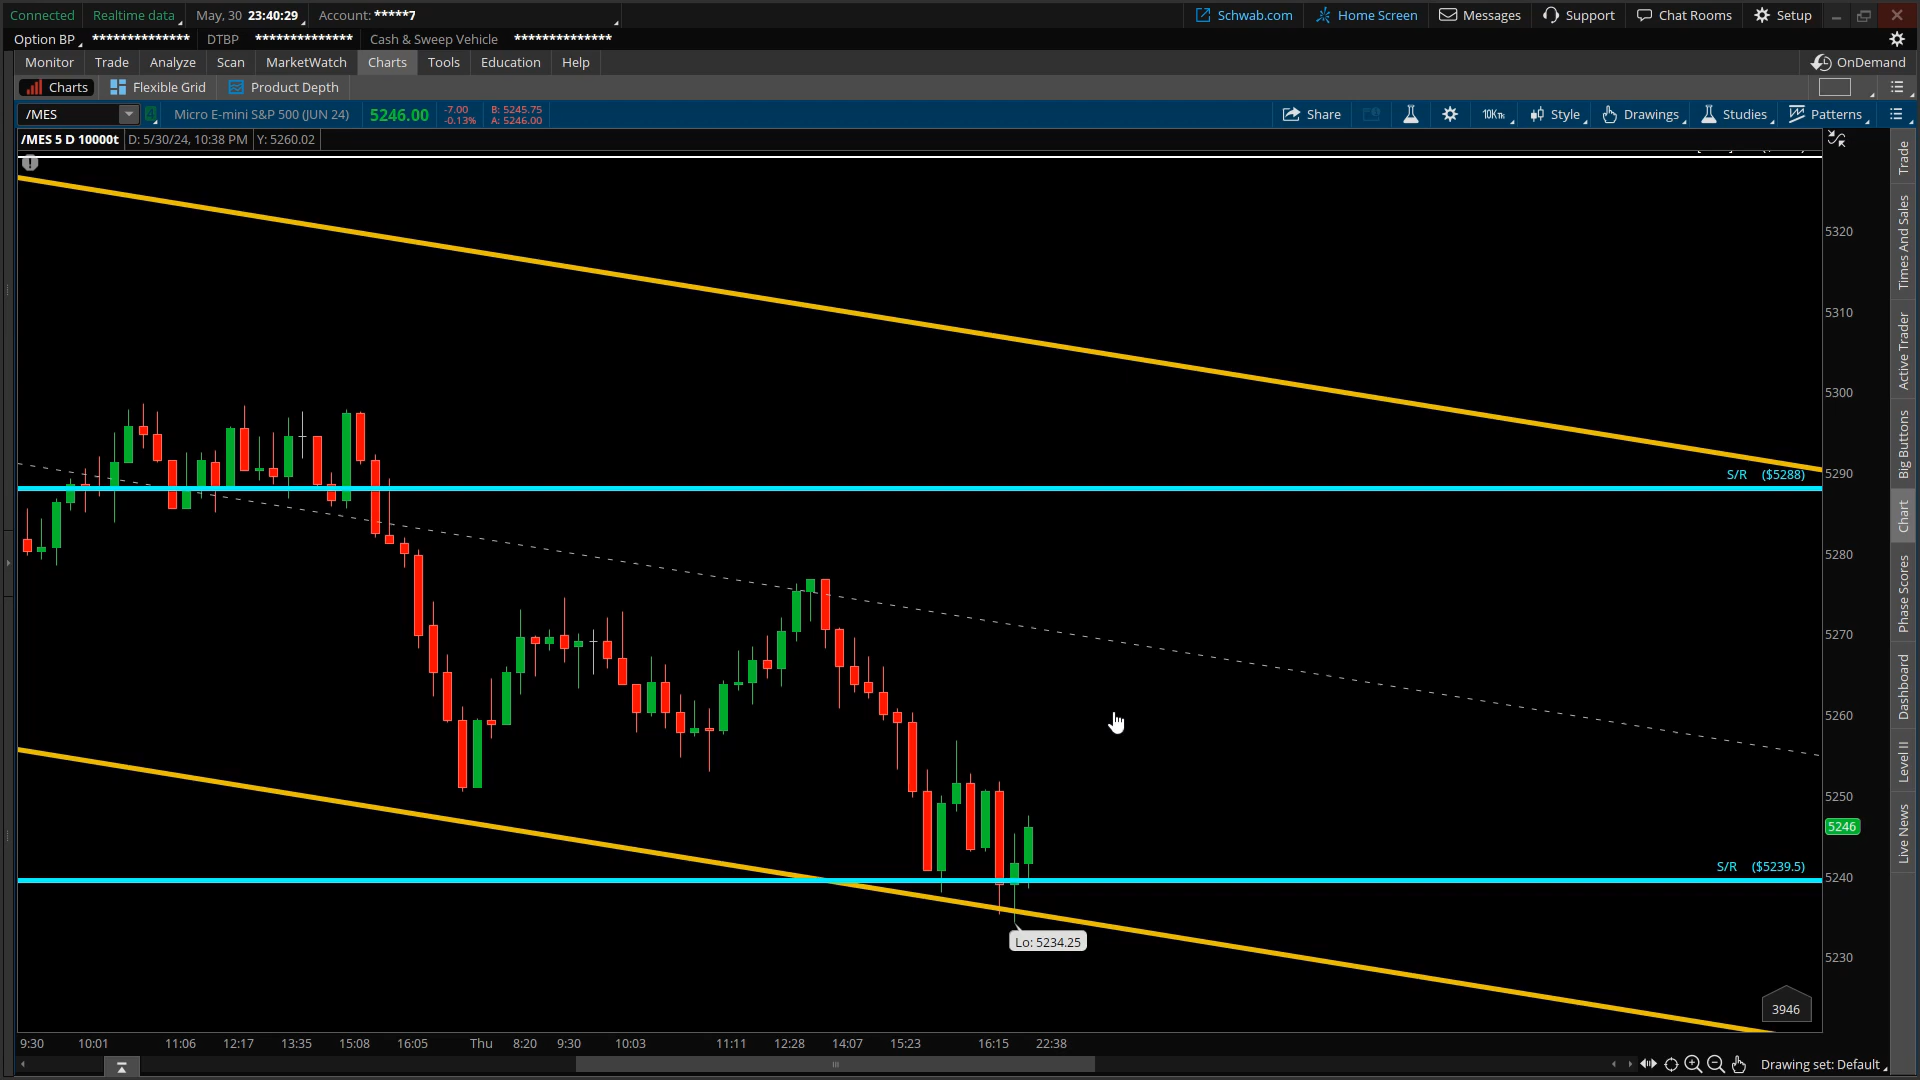 Connected Realtime data May, 30 23:40:29 Account: *****7 Schwab.com Home Screen Messages Support Chat Rooms Setup
Option BP ************** DTBP ************** Cash & Sweep Vehicle **************
Monitor Trade Analyze Scan MarketWatch Charts Tools Education Help OnDemand
Charts Flexible Grid Product Depth
/MES Micro E-mini S&P 500 (JUN 24) 5246.00 -7.00 -0.13% B: 5245.75 A: 5246.00 Share 10KTk Style Drawings Studies Patterns
/MES 5 D 10000t D: 5/30/24, 10:38 PM Y: 5260.02
5320
5310
5300
5290
S/R ($5288)
5280
5270
5260
5250
5246
S/R ($5239.5)
5240
Lo: 5234.25
5230
3946
9:30 10:01 11:06 12:17 13:35 15:08 16:05 Thu 8:20 9:30 10:03 11:11 12:28 14:07 15:23 16:15 22:38
Drawing set: Default
Trade
Times And Sales
Active Trader
Big Buttons
Chart
Phase Scores
Dashboard
Level II
Live News